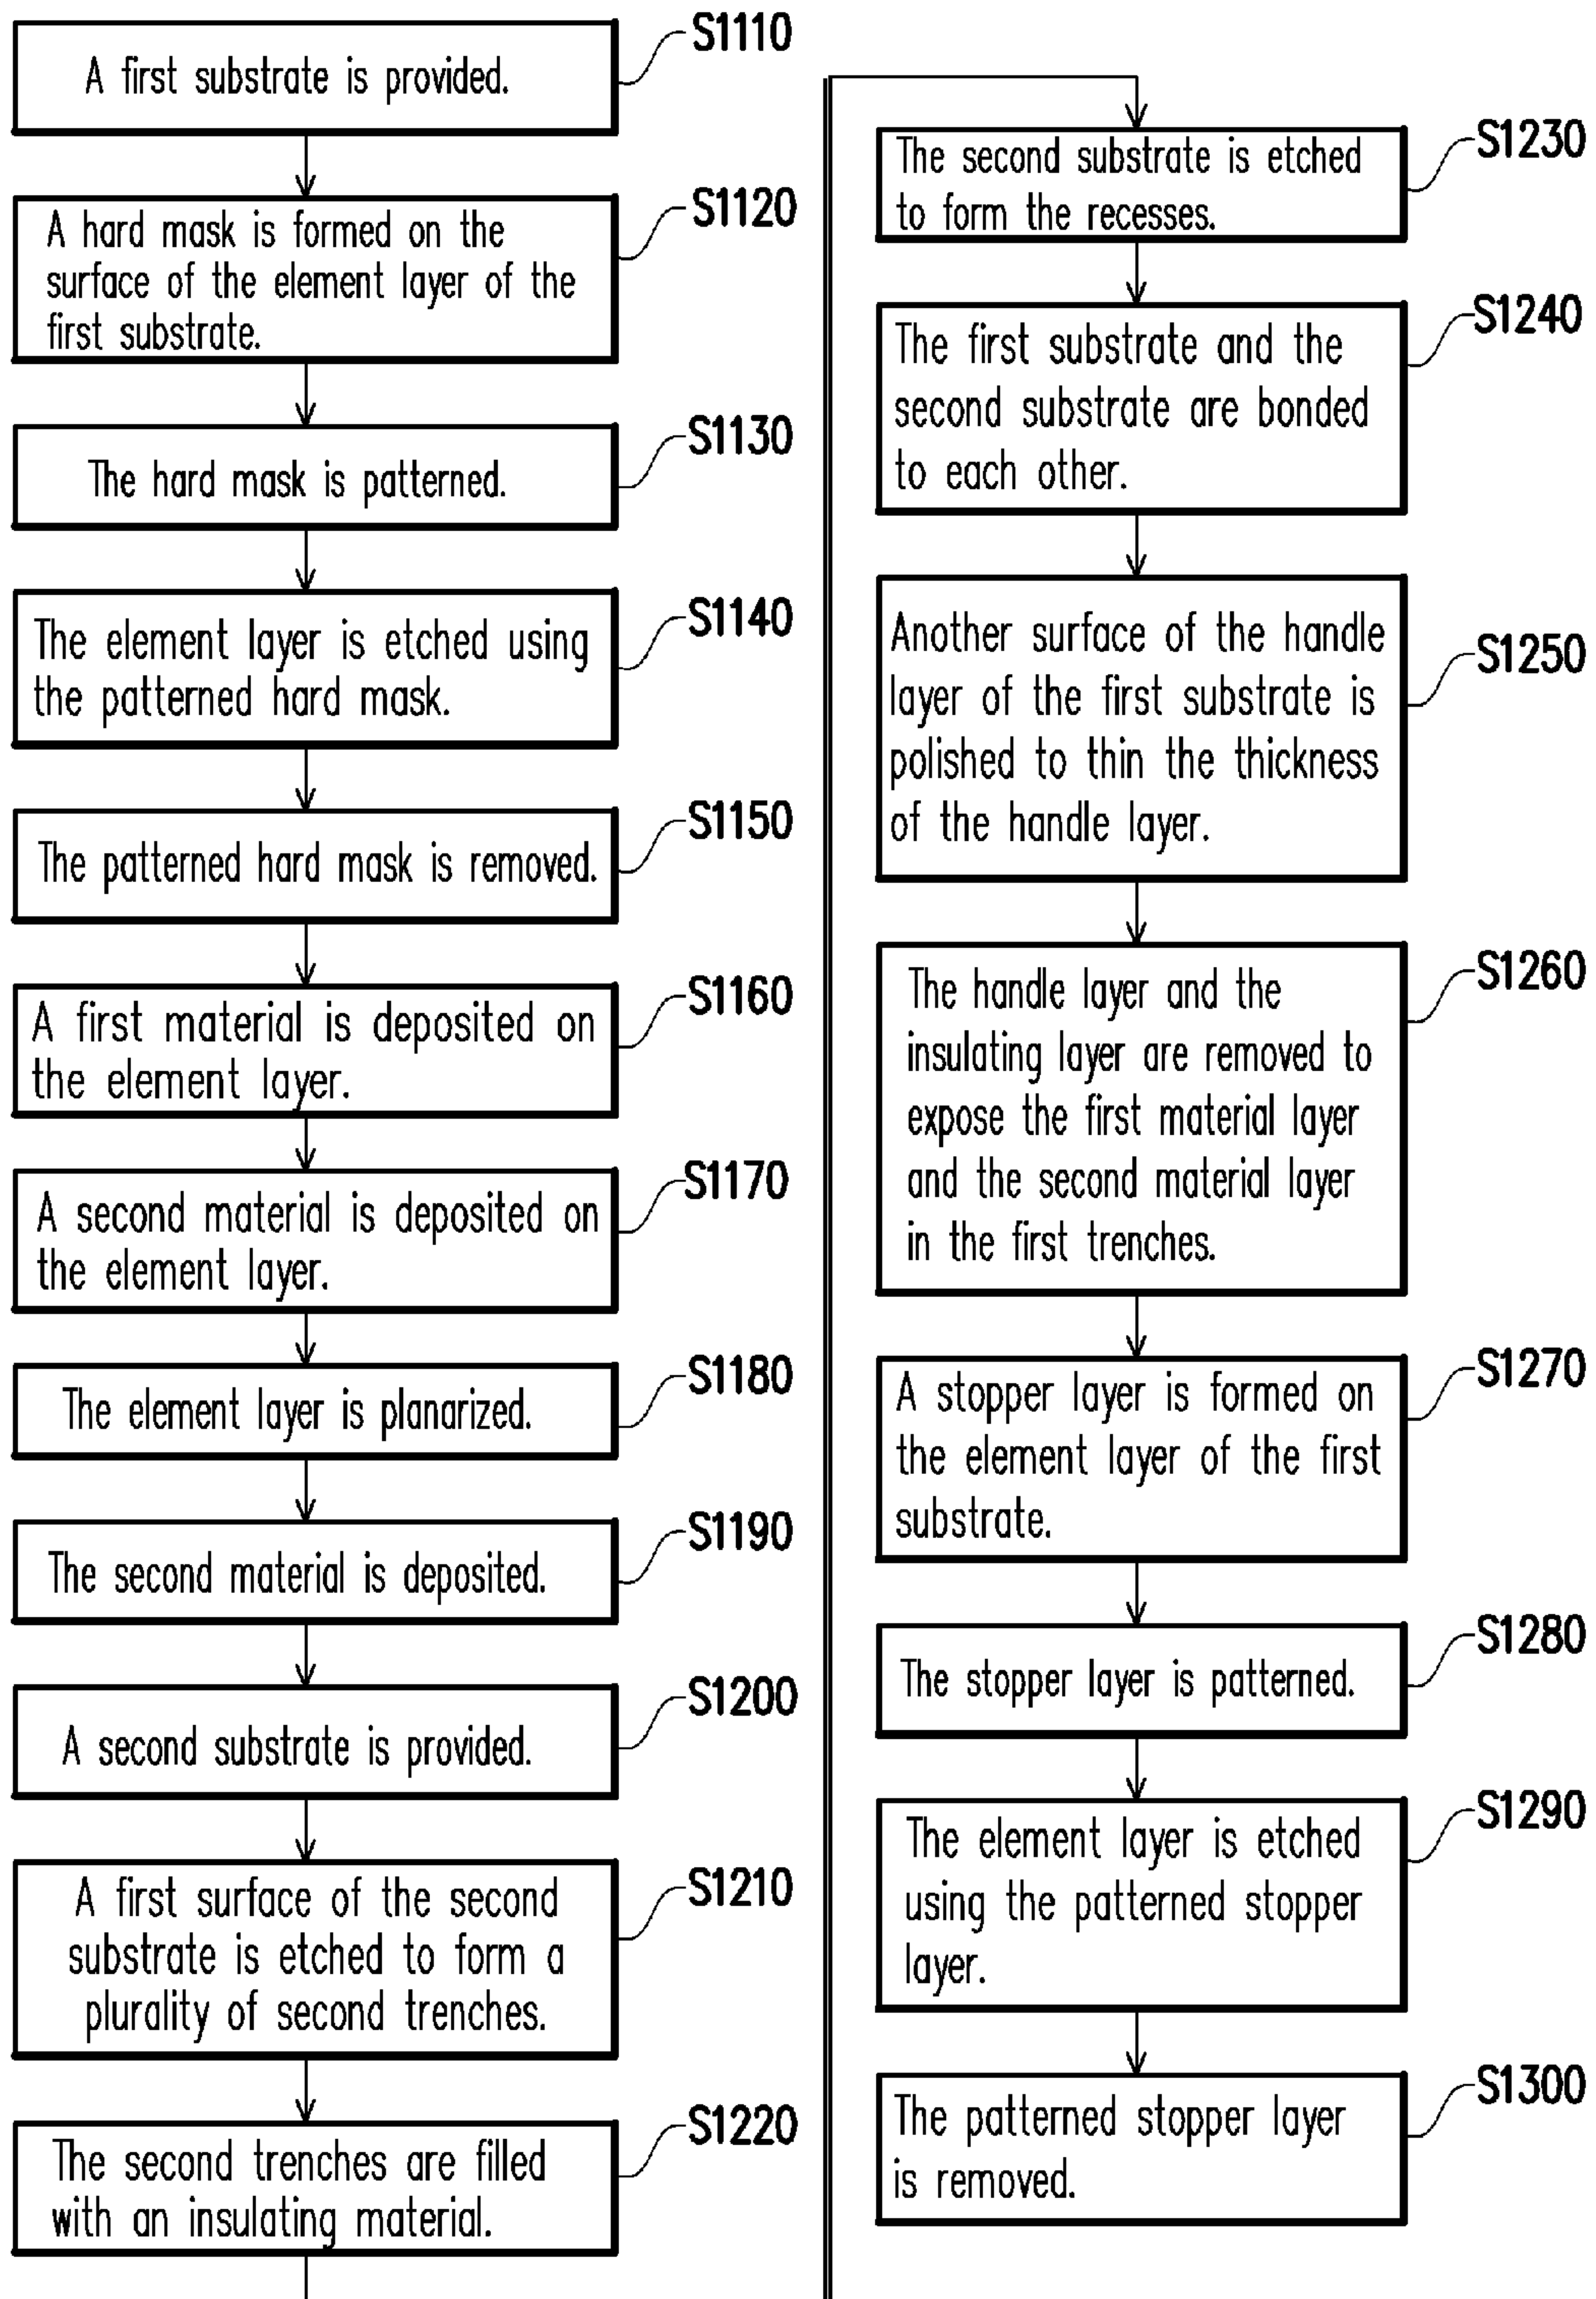 S1110
A first substrate is provided.
S1120
A hard mask is formed on the
surface of the element layer of the
first substrate.
S1130
The hard mask is patterned.
S1140
The element layer is etched using
the patterned hard mask.
S1150
The patterned hard mask is removed.
S1160
A first material is deposited on
the element layer.
S1170
A second material is deposited on
the element layer.
S1180
The element layer is planarized.
S1190
The second material is deposited.
S1200
A second substrate is provided.
S1210
A first surface of the second
substrate is etched to form a
plurality of second trenches.
S1220
The second trenches are filled
with an insulating material.
S1230
The second substrate is etched
to form the recesses.
S1240
The first substrate and the
second substrate are bonded
to each other.
S1250
Another surface of the handle
layer of the first substrate is
polished to thin the thickness
of the handle layer.
S1260
The handle layer and the
insulating layer are removed to
expose the first material layer
and the second material layer
in the first trenches.
S1270
A stopper layer is formed on
the element layer of the first
substrate.
S1280
The stopper layer is patterned.
S1290
The element layer is etched
using the patterned stopper
layer.
S1300
The patterned stopper layer
is removed.